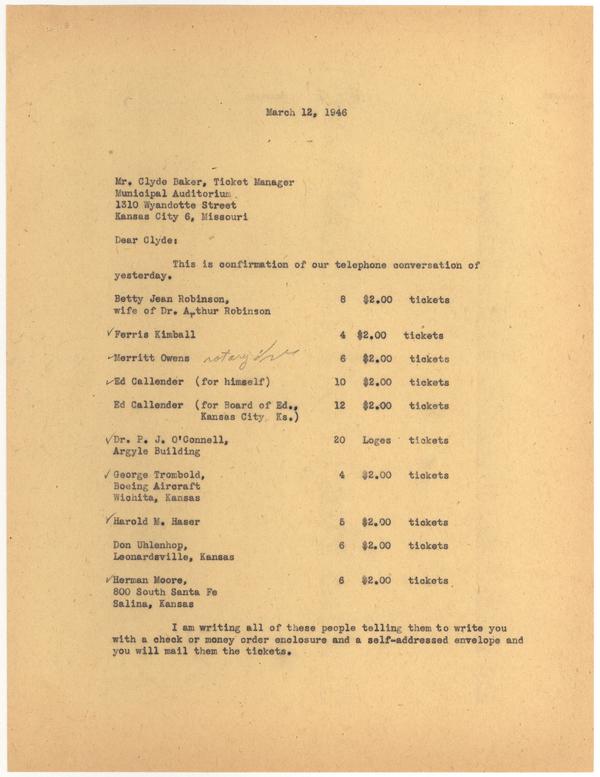 March 12, 1946
Mr. Clyde Baker, Ticket Manager
Municipal Auditorium
1310 Wyandotte Street
Kansas City 6, Missouri
Dear Clyde:
This is confirmation of our telephone conversation of
yesterday.
Betty Jean Robinson, 8 $2.00 tickets
wife of Dr. Arthur Robinson
✓Ferris Kimball 4 $2.00 tickets
✓Merritt Owens notary 6 $2.00 tickets
✓Ed Callender (for himself) 10 $2.00 tickets
Ed Callender (for Board of Ed., 12 $2.00 tickets
Kansas City Ks.)
✓Dr. P. J. O'Connell, 20 Loges tickets
Argyle Building
✓George Trombold, 4 $2.00 tickets
Boeing Aircraft
Wichita, Kansas
✓Harold M. Haser 5 $2.00 tickets
Don Uhlenhop, 6 $2.00 tickets
Leonardsville, Kansas
✓Herman Moore, 6 $2.00 tickets
800 South Santa Fe
Salina, Kansas
I am writing all of these people telling them to write you
with a check or money order enclosure and a self-addressed envelope and
you will mail them the tickets.